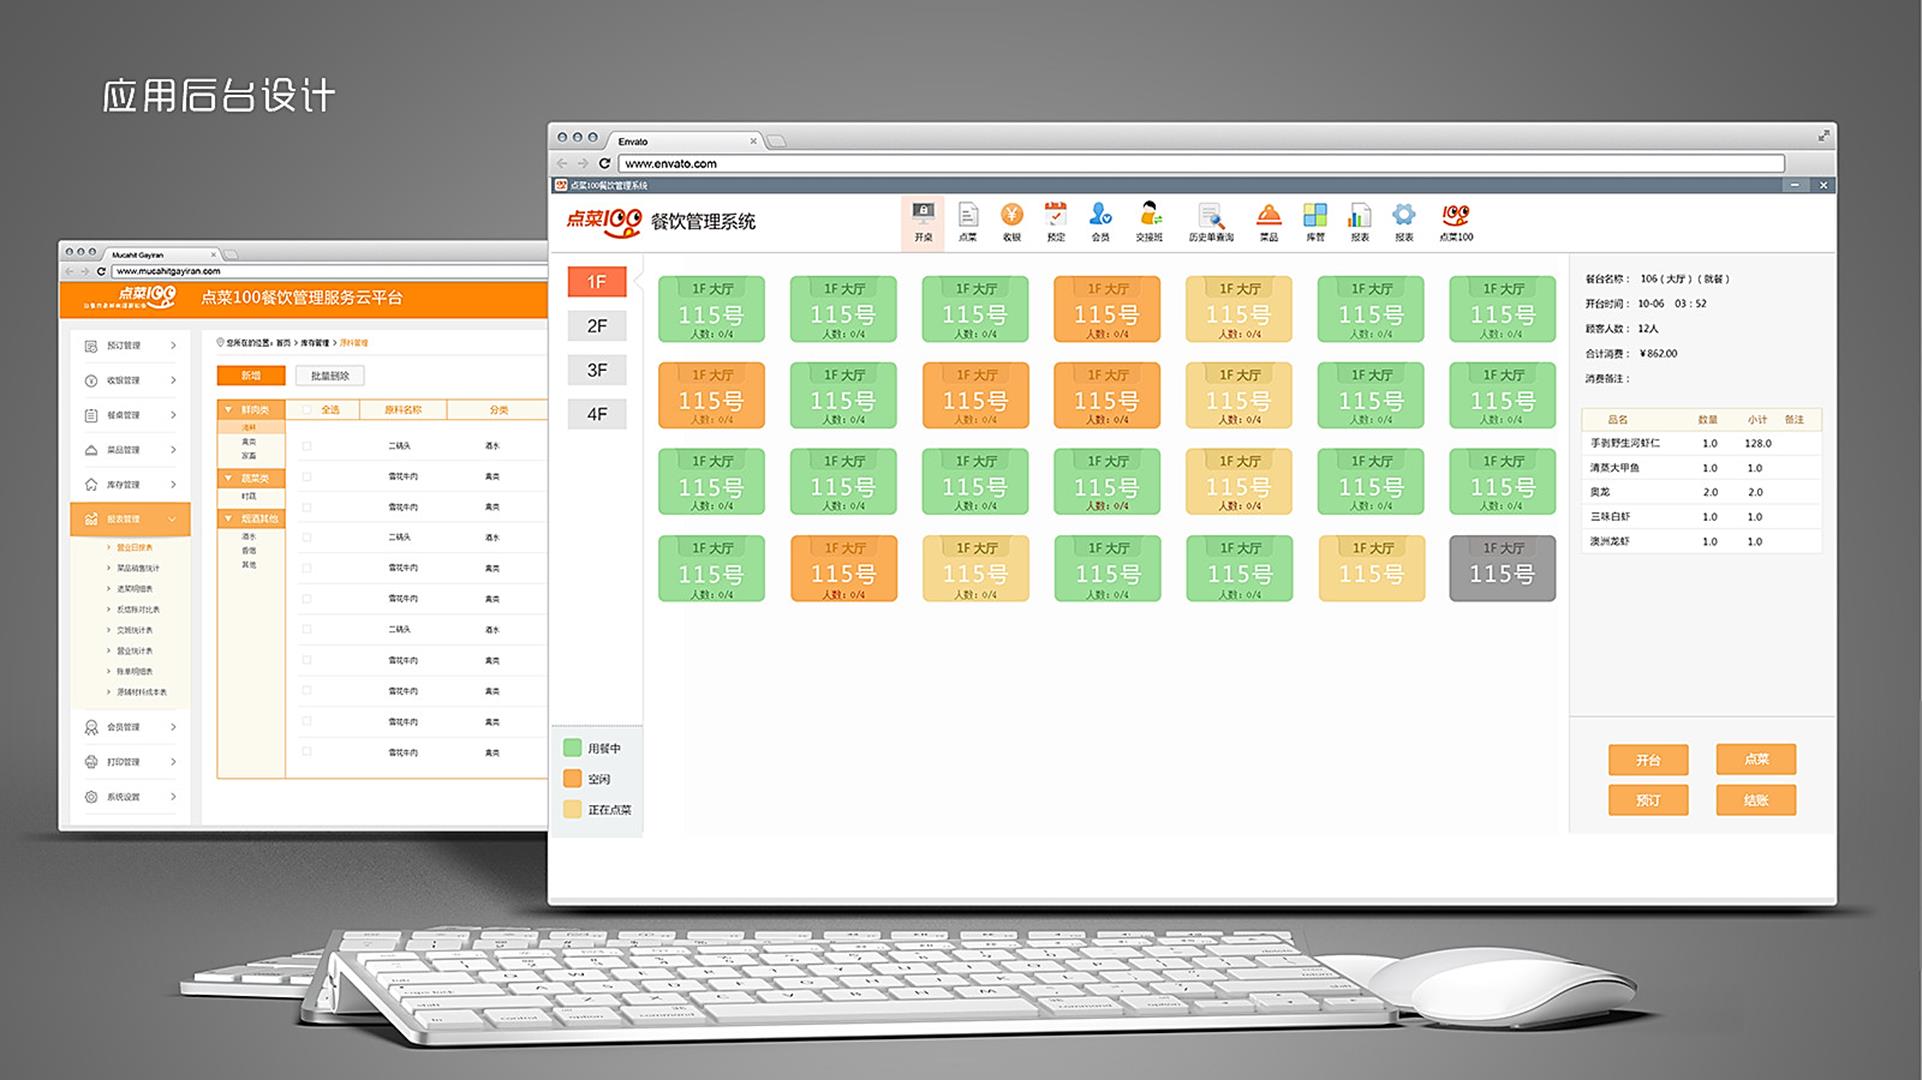 应用后台设计
Envato
www.envato.com
点菜100餐饮管理系统
点菜100 餐饮管理系统
开桌 点菜 收银 预定 会员 交接班 历史单查询 菜品 库管 报表 报表 点菜100
1F
2F
3F
4F
1F 大厅 1F 大厅 1F 大厅 1F 大厅 1F 大厅 1F 大厅 1F 大厅
115号 115号 115号 115号 115号 115号 115号
人数: 0/4 人数: 0/4 人数: 0/4 人数: 0/4 人数: 0/4 人数: 0/4 人数: 0/4
1F 大厅 1F 大厅 1F 大厅 1F 大厅 1F 大厅 1F 大厅 1F 大厅
115号 115号 115号 115号 115号 115号 115号
人数: 0/4 人数: 0/4 人数: 0/4 人数: 0/4 人数: 0/4 人数: 0/4 人数: 0/4
1F 大厅 1F 大厅 1F 大厅 1F 大厅 1F 大厅 1F 大厅 1F 大厅
115号 115号 115号 115号 115号 115号 115号
人数: 0/4 人数: 0/4 人数: 0/4 人数: 0/4 人数: 0/4 人数: 0/4 人数: 0/4
1F 大厅 1F 大厅 1F 大厅 1F 大厅 1F 大厅 1F 大厅 1F 大厅
115号 115号 115号 115号 115号 115号 115号
人数: 0/4 人数: 0/4 人数: 0/4 人数: 0/4 人数: 0/4
用餐中
空闲
正在点菜
餐台名称： 106（大厅）（就餐）
开台时间： 10-06 03：52
顾客人数： 12人
合计消费： ¥862.00
消费备注：
品名 数量 小计 备注
手剥野生河虾仁 1.0 128.0
清蒸大甲鱼 1.0 1.0
奥龙 2.0 2.0
三味白虾 1.0 1.0
澳洲龙虾 1.0 1.0
开台 点菜
预订 结账
Mucahit Gayiran
www.mucahitgayiran.com
点菜100
点菜100餐饮管理服务云平台
预订管理
收银管理
餐桌管理
菜品管理
库存管理
报表管理
营业日报表
菜品销售统计
进菜明细表
反结账对比表
交班统计表
营业统计表
账单明细表
原辅材料成本表
会员管理
打印管理
系统设置
您所在的位置：首页 > 库存管理 > 原料管理
新增 批量删除
鲜肉类
海鲜
禽类
家畜
蔬菜类
时蔬
烟酒其他
酒水
香烟
其他
全选 原料名称 分类
二锅头 酒水
雪花牛肉 禽类
雪花牛肉 禽类
二锅头 酒水
雪花牛肉 禽类
雪花牛肉 禽类
二锅头 酒水
雪花牛肉 禽类
雪花牛肉 禽类
雪花牛肉 禽类
雪花牛肉 禽类